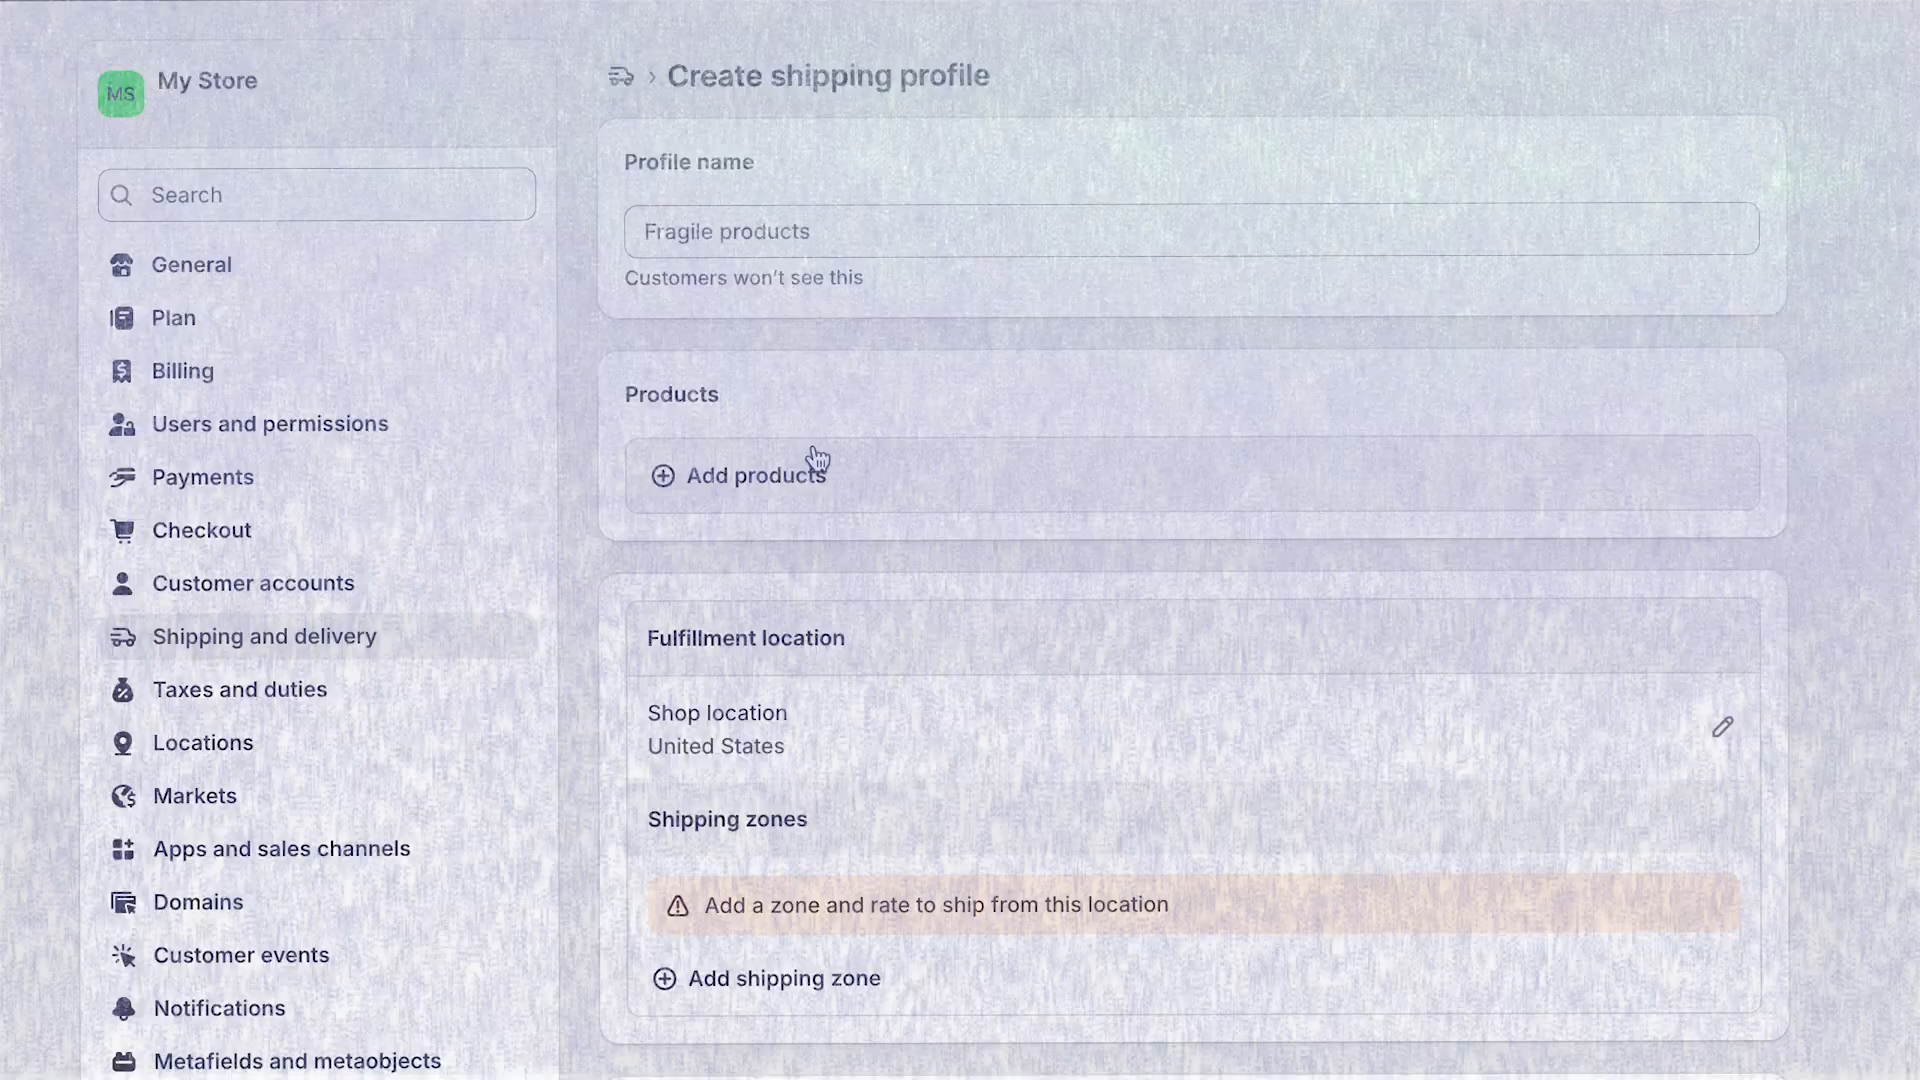 MS
My Store
Search
General
Plan
Billing
Users and permissions
Payments
Checkout
Customer accounts
Shipping and delivery
Taxes and duties
Locations
Markets
Apps and sales channels
Domains
Customer events
Notifications
Metafields and metaobjects
› Create shipping profile
Profile name
Fragile products
Customers won’t see this
Products
Add products
Fulfillment location
Shop location
United States
Shipping zones
Add a zone and rate to ship from this location
Add shipping zone